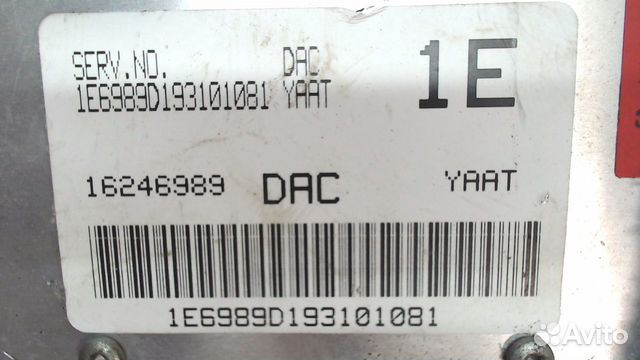 SERV.NO. DAC
1E6989D193101081 YAAT
1E
16246989 DAC YAAT
1E6989D193101081
Avito